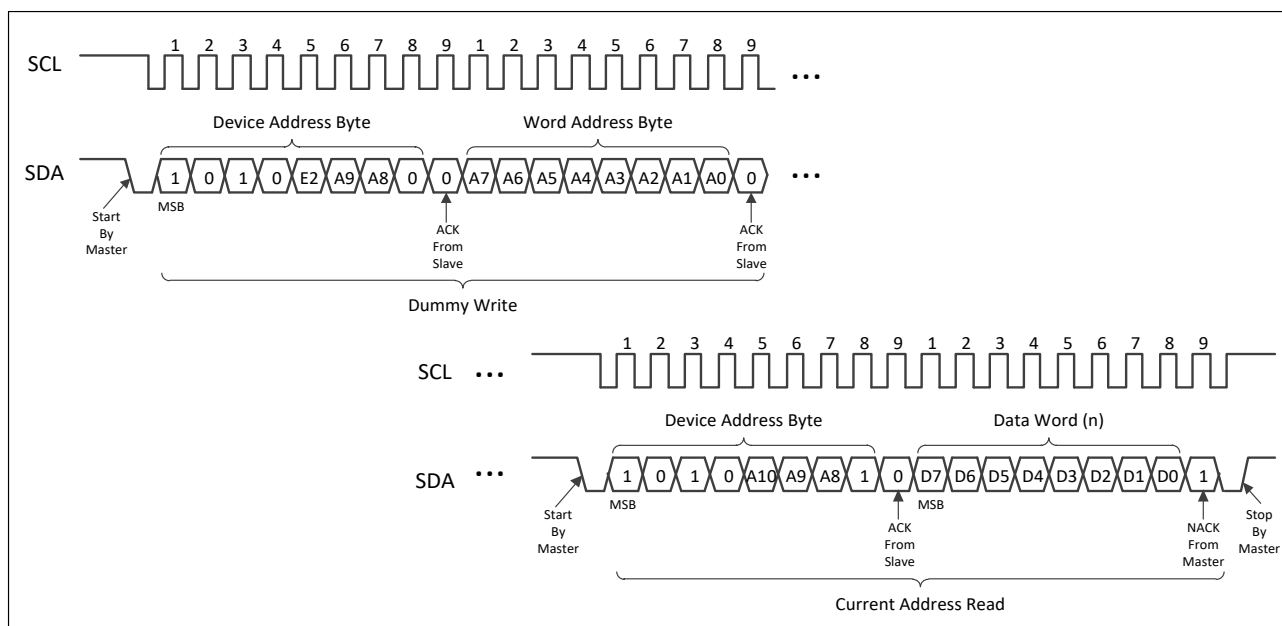 1 2 3 4 5 6 7 8 9 1 2 3 4 5 6 7 8 9
SCL ...
Device Address Byte Word Address Byte
SDA 1 0 1 0 E2 A9 A8 0 0 A7 A6 A5 A4 A3 A2 A1 A0 0 ...
MSB
Start
By
Master
ACK
From
Slave
ACK
From
Slave
Dummy Write
1 2 3 4 5 6 7 8 9 1 2 3 4 5 6 7 8 9
SCL ...
Device Address Byte Data Word (n)
SDA ... 1 0 1 0 A10 A9 A8 1 0 D7 D6 D5 D4 D3 D2 D1 D0 1
MSB MSB
Start
By
Master
ACK
From
Slave
NACK
From
Master
Stop
By
Master
Current Address Read